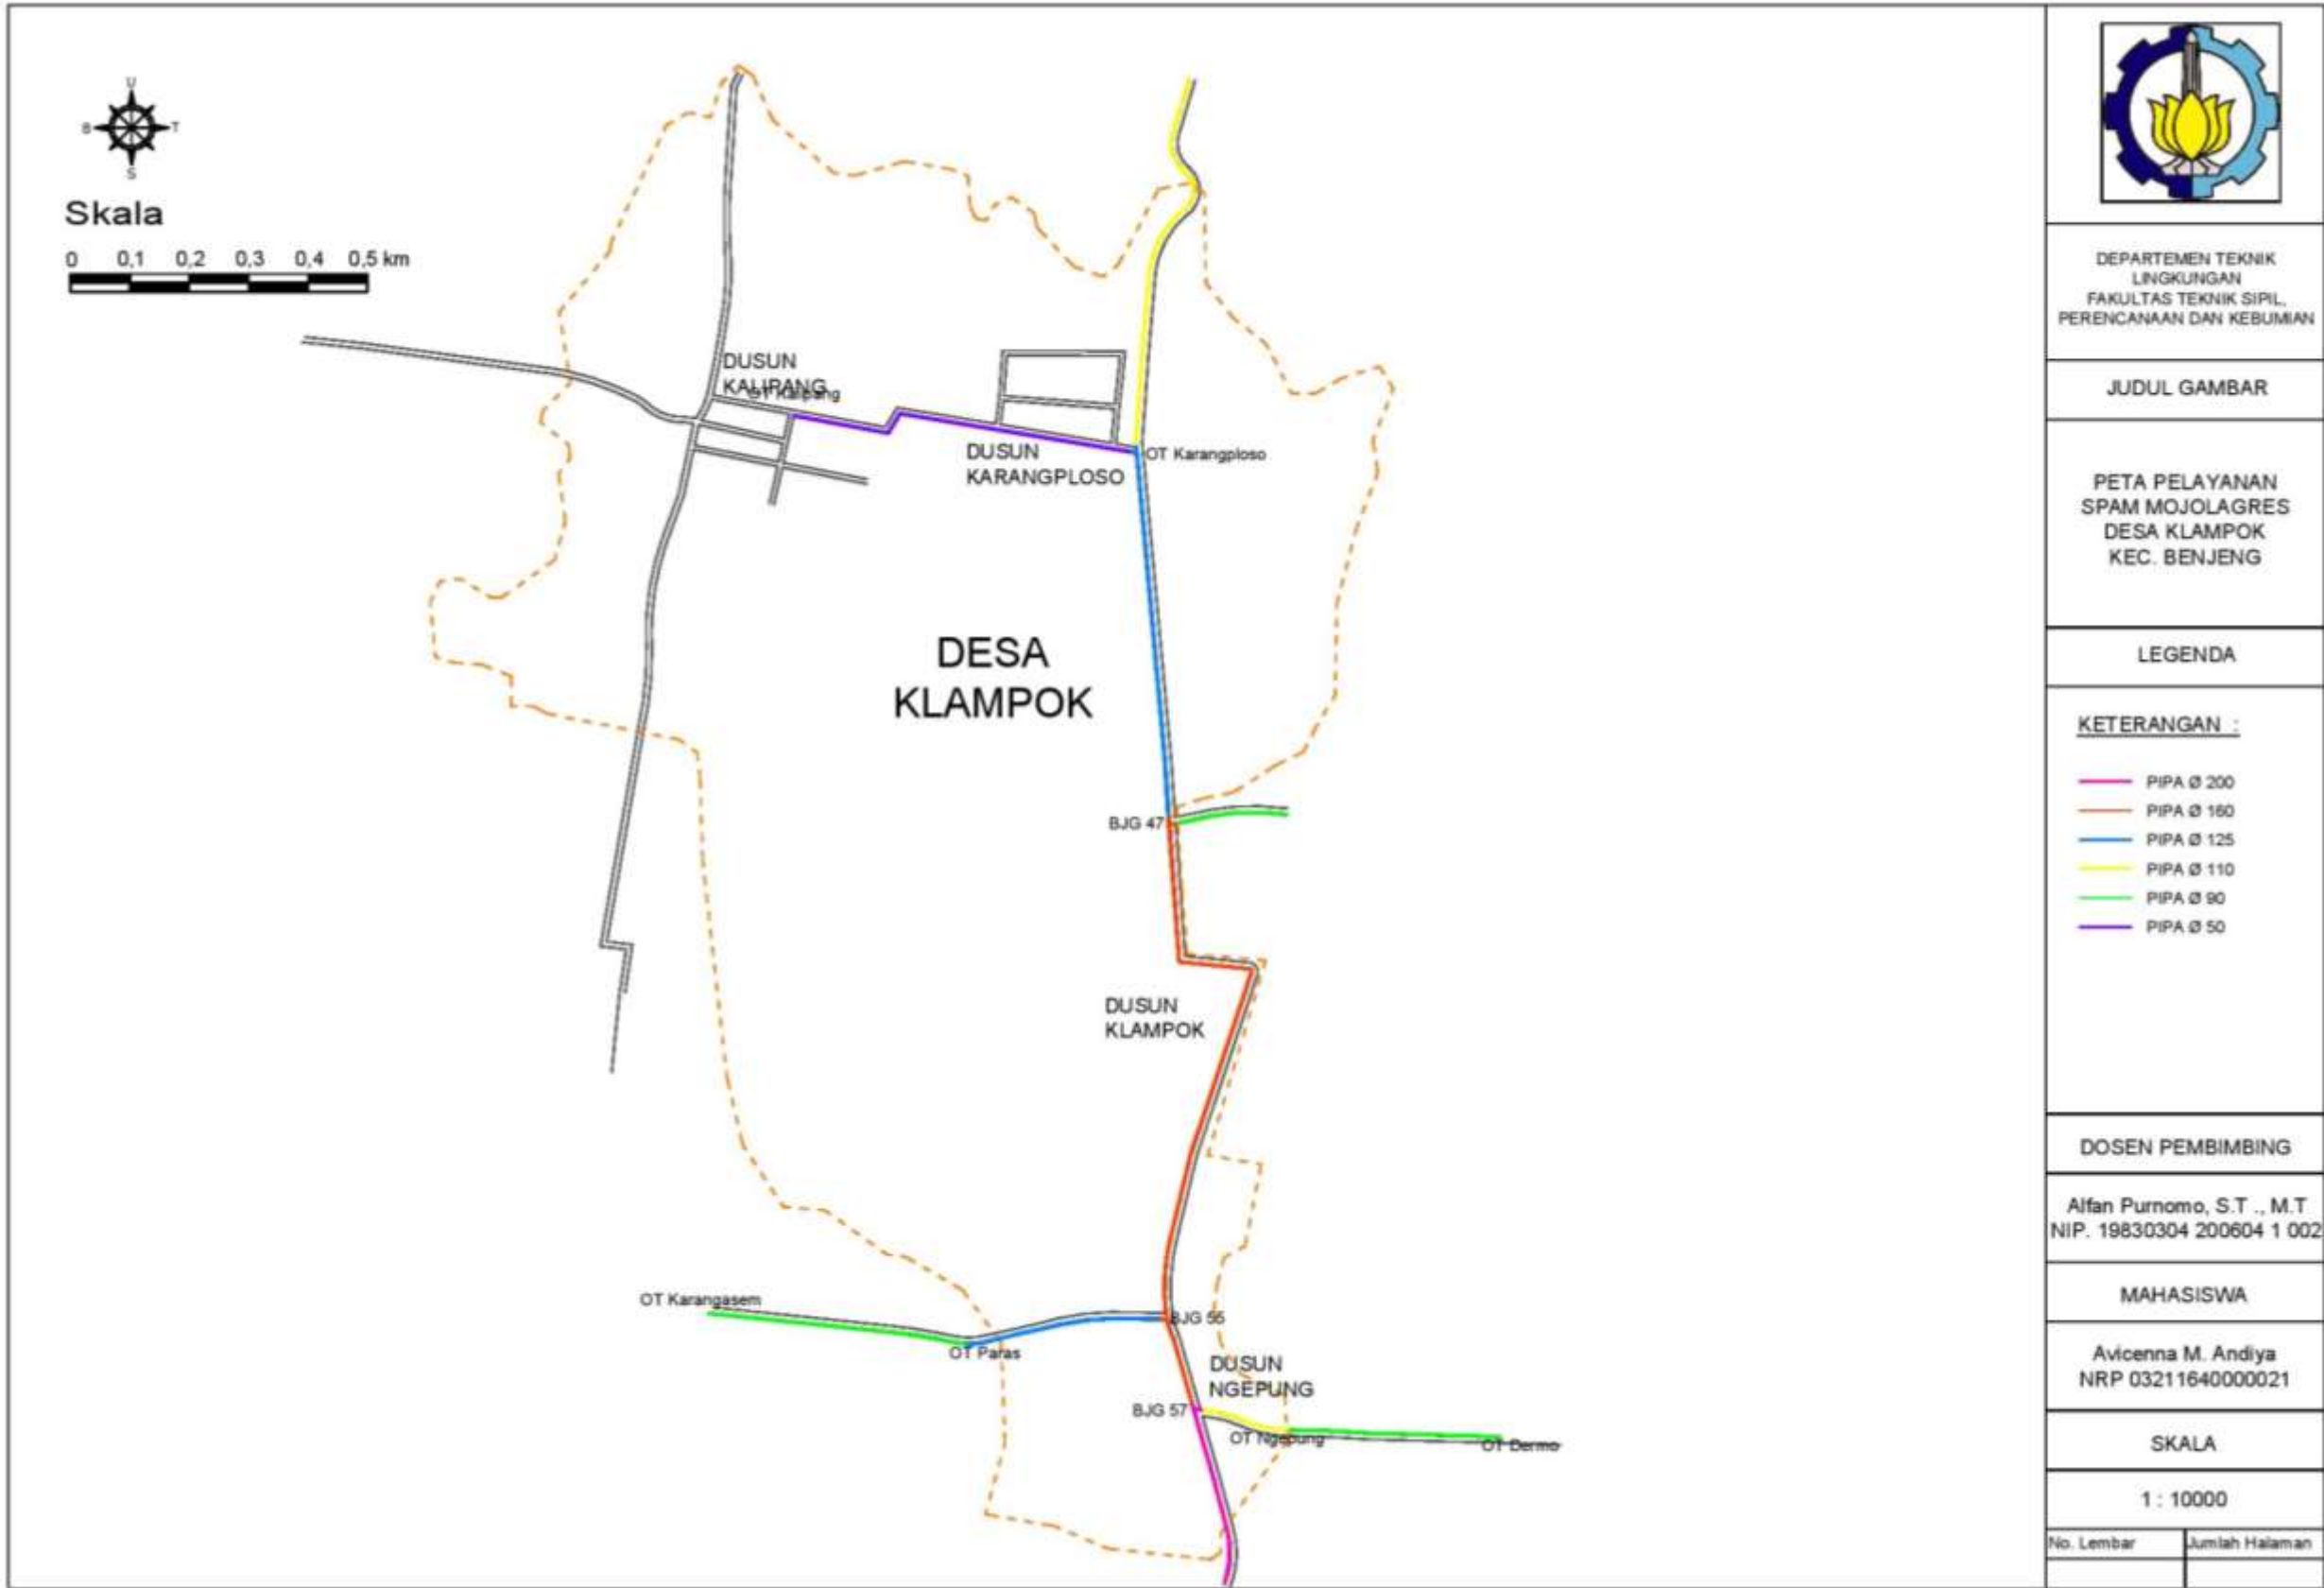 U
B
T
S
Skala
0 0,1 0,2 0,3 0,4 0,5 km
DUSUN
KALIPANG
OT Kalipang
DUSUN
KARANGPLOSO
OT Karangploso
DESA
KLAMPOK
BJG 47
DUSUN
KLAMPOK
OT Karangasem
OT Paras
BJG 55
DUSUN
NGEPUNG
BJG 57
OT Ngepung
OT Dermo
DEPARTEMEN TEKNIK
LINGKUNGAN
FAKULTAS TEKNIK SIPIL,
PERENCANAAN DAN KEBUMIAN
JUDUL GAMBAR
PETA PELAYANAN
SPAM MOJOLAGRES
DESA KLAMPOK
KEC. BENJENG
LEGENDA
KETERANGAN :
PIPA Ø 200
PIPA Ø 160
PIPA Ø 125
PIPA Ø 110
PIPA Ø 90
PIPA Ø 50
DOSEN PEMBIMBING
Alfan Purnomo, S.T ., M.T
NIP. 19830304 200604 1 002
MAHASISWA
Avicenna M. Andiya
NRP 03211640000021
SKALA
1 : 10000
No. Lembar
Jumlah Halaman